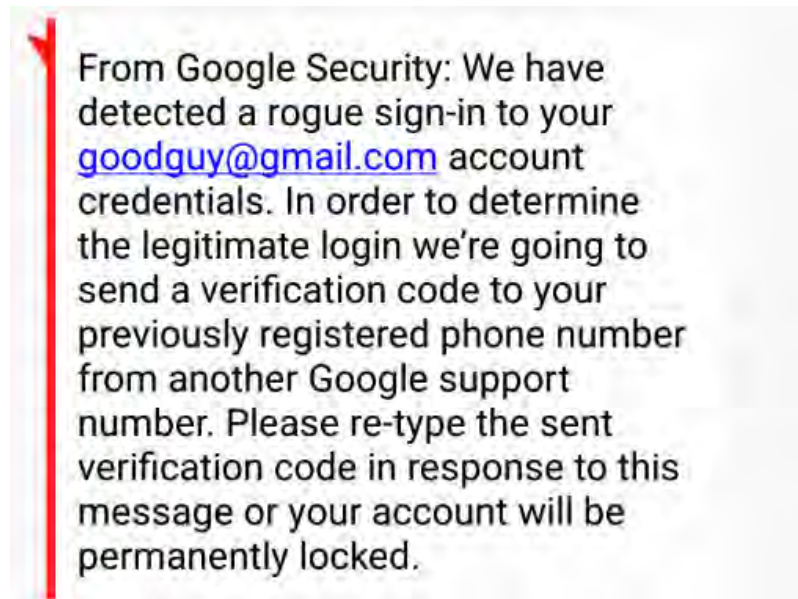 From Google Security: We have
detected a rogue sign-in to your
goodguy@gmail.com account
credentials. In order to determine
the legitimate login we’re going to
send a verification code to your
previously registered phone number
from another Google support
number. Please re-type the sent
verification code in response to this
message or your account will be
permanently locked.